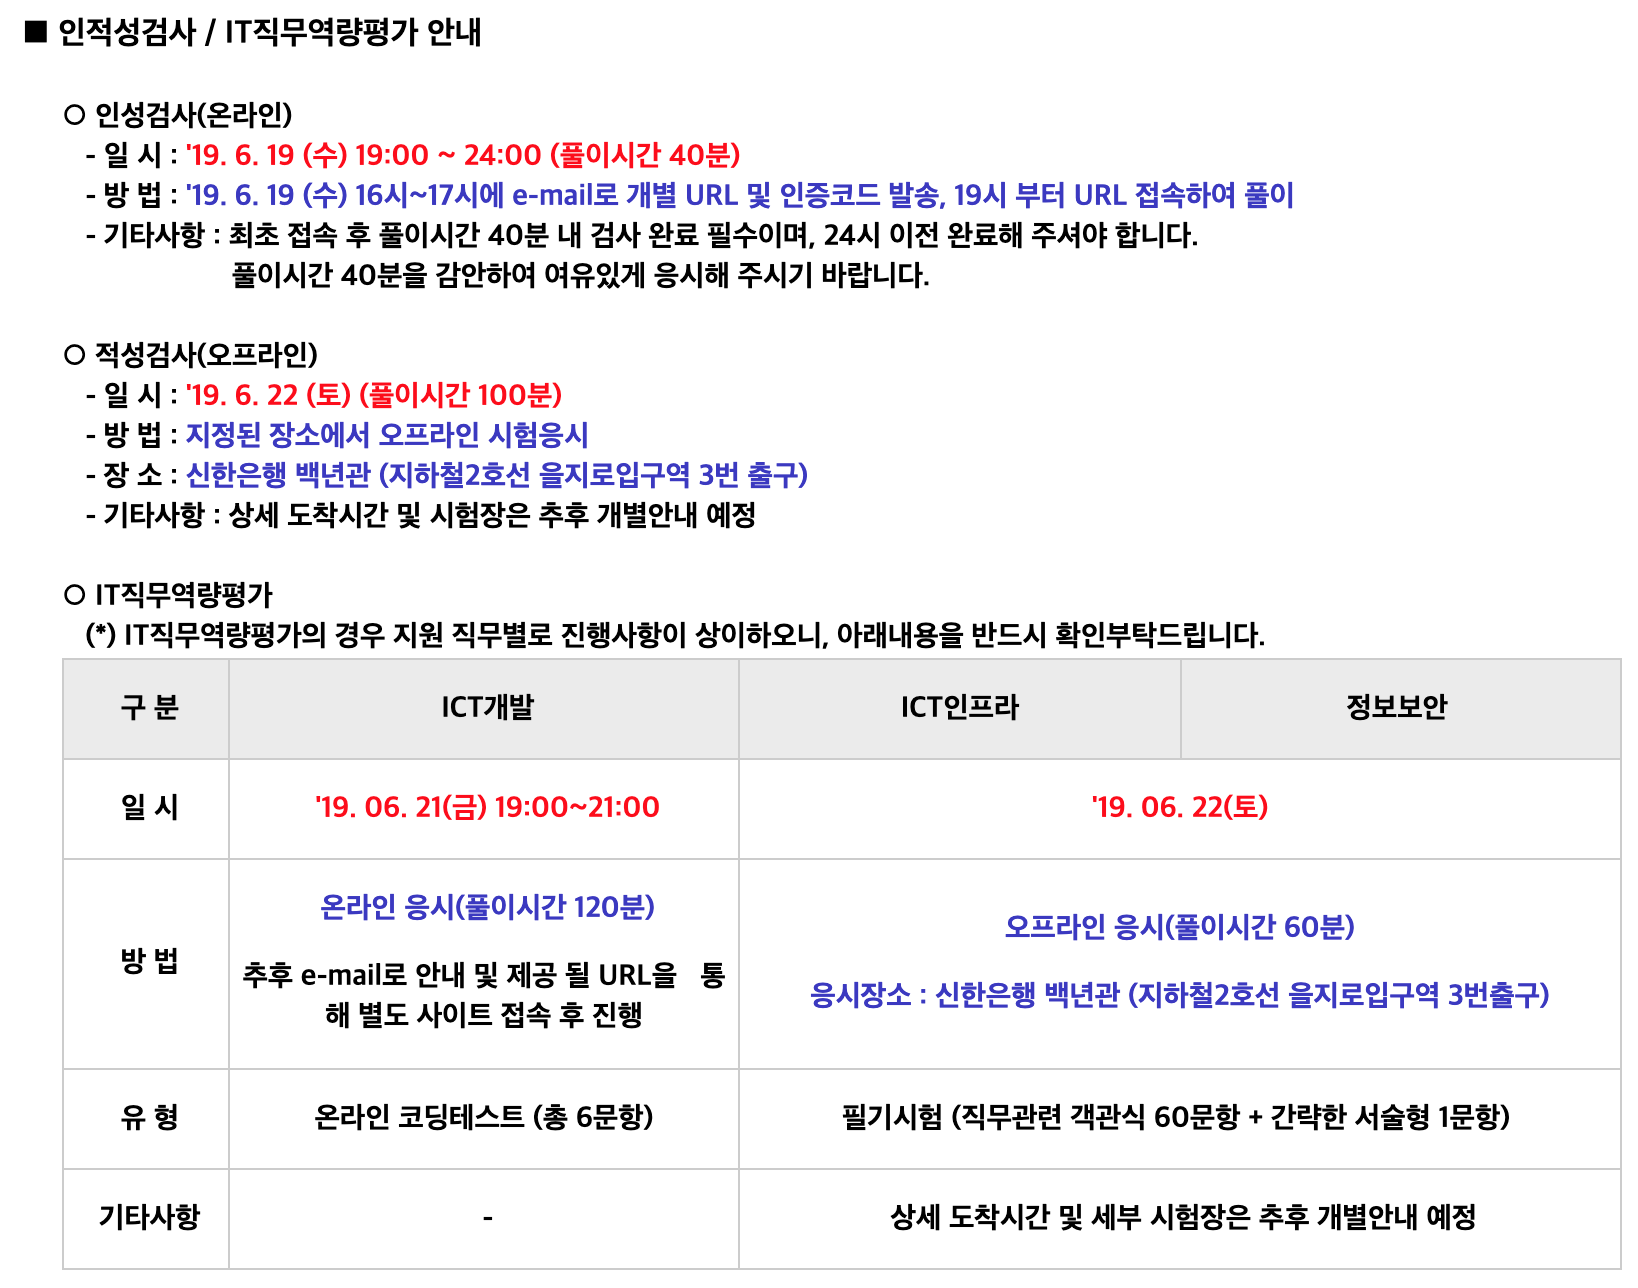 ■ 인적성검사 / IT직무역량평가 안내
○ 인성검사(온라인)
- 일 시 : '19. 6. 19 (수) 19:00 ~ 24:00 (풀이시간 40분)
- 방 법 : '19. 6. 19 (수) 16시~17시에 e-mail로 개별 URL 및 인증코드 발송, 19시 부터 URL 접속하여 풀이
- 기타사항 : 최초 접속 후 풀이시간 40분 내 검사 완료 필수이며, 24시 이전 완료해 주셔야 합니다.
풀이시간 40분을 감안하여 여유있게 응시해 주시기 바랍니다.
○ 적성검사(오프라인)
- 일 시 : '19. 6. 22 (토) (풀이시간 100분)
- 방 법 : 지정된 장소에서 오프라인 시험응시
- 장 소 : 신한은행 백년관 (지하철2호선 을지로입구역 3번 출구)
- 기타사항 : 상세 도착시간 및 시험장은 추후 개별안내 예정
○ IT직무역량평가
(*) IT직무역량평가의 경우 지원 직무별로 진행사항이 상이하오니, 아래내용을 반드시 확인부탁드립니다.
구 분 ICT개발 ICT인프라 정보보안
일 시 '19. 06. 21(금) 19:00~21:00 '19. 06. 22(토)
방 법
온라인 응시(풀이시간 120분)
추후 e-mail로 안내 및 제공 될 URL을 통
해 별도 사이트 접속 후 진행
오프라인 응시(풀이시간 60분)
응시장소 : 신한은행 백년관 (지하철2호선 을지로입구역 3번출구)
유 형 온라인 코딩테스트 (총 6문항) 필기시험 (직무관련 객관식 60문항 + 간략한 서술형 1문항)
기타사항 - 상세 도착시간 및 세부 시험장은 추후 개별안내 예정